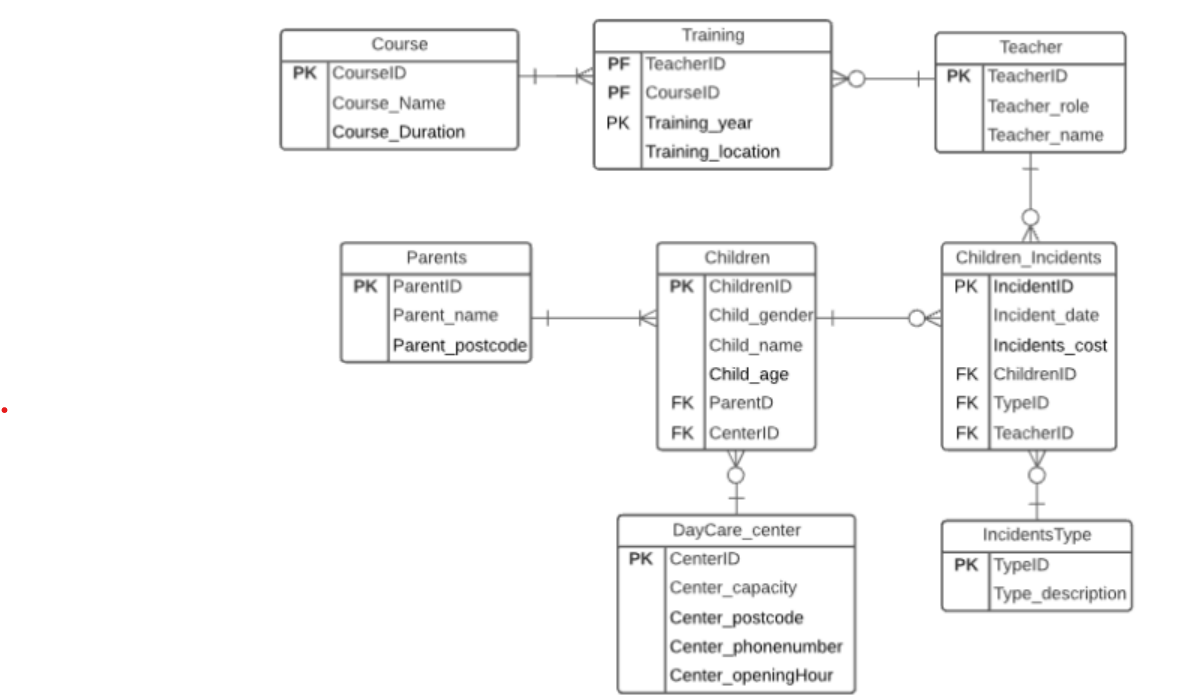 Course
PK CourseID
Course_Name
Course_Duration
Training
PF TeacherID
PF CourseID
PK Training_year
Training_location
Teacher
PK TeacherID
Teacher_role
Teacher_name
Parents
PK ParentID
Parent_name
Parent_postcode
Children
PK ChildrenID
Child_gender
Child_name
Child_age
FK ParentD
FK CenterID
Children_Incidents
PK IncidentID
Incident_date
Incidents_cost
FK ChildrenID
FK TypeID
FK TeacherID
DayCare_center
PK CenterID
Center_capacity
Center_postcode
Center_phonenumber
Center_openingHour
IncidentsType
PK TypeID
Type_description